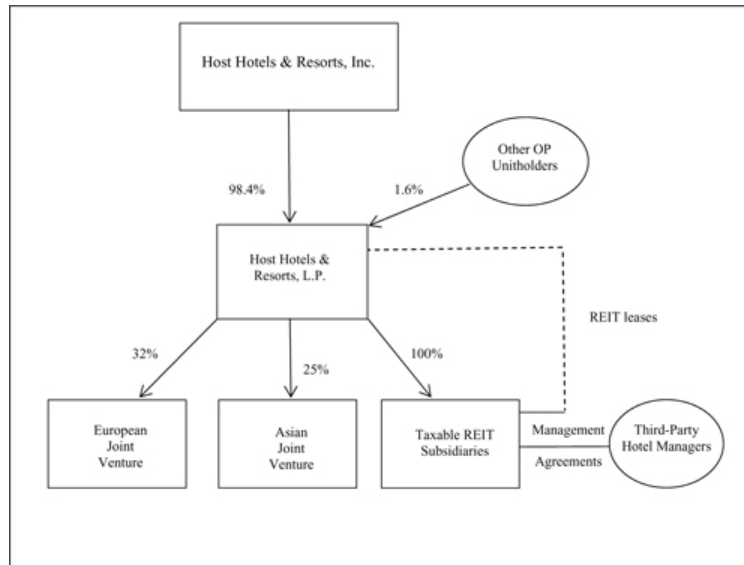 Host Hotels & Resorts, Inc.
Other OP
Unitholders
98.4%
1.6%
Host Hotels &
Resorts, L.P.
REIT leases
32%
25%
100%
European
Joint
Venture
Asian
Joint
Venture
Taxable REIT
Subsidiaries
Management
Agreements
Third-Party
Hotel Managers